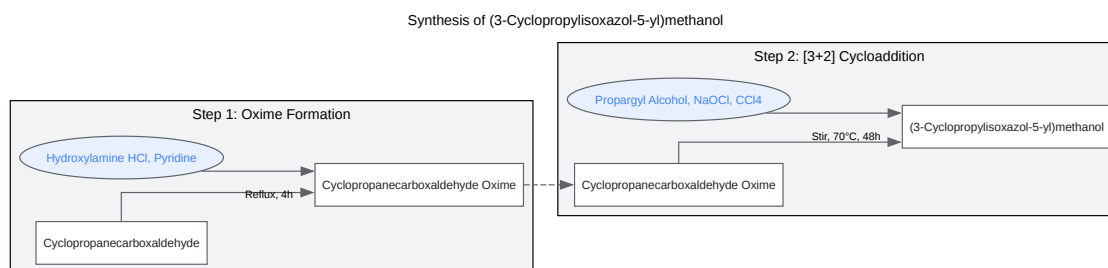 Synthesis of (3-Cyclopropylisoxazol-5-yl)methanol
Step 1: Oxime Formation
Hydroxylamine HCl, Pyridine
Reflux, 4h
Cyclopropanecarboxaldehyde
Cyclopropanecarboxaldehyde Oxime
Step 2: [3+2] Cycloaddition
Propargyl Alcohol, NaOCl, CCl4
Stir, 70°C, 48h
Cyclopropanecarboxaldehyde Oxime
(3-Cyclopropylisoxazol-5-yl)methanol